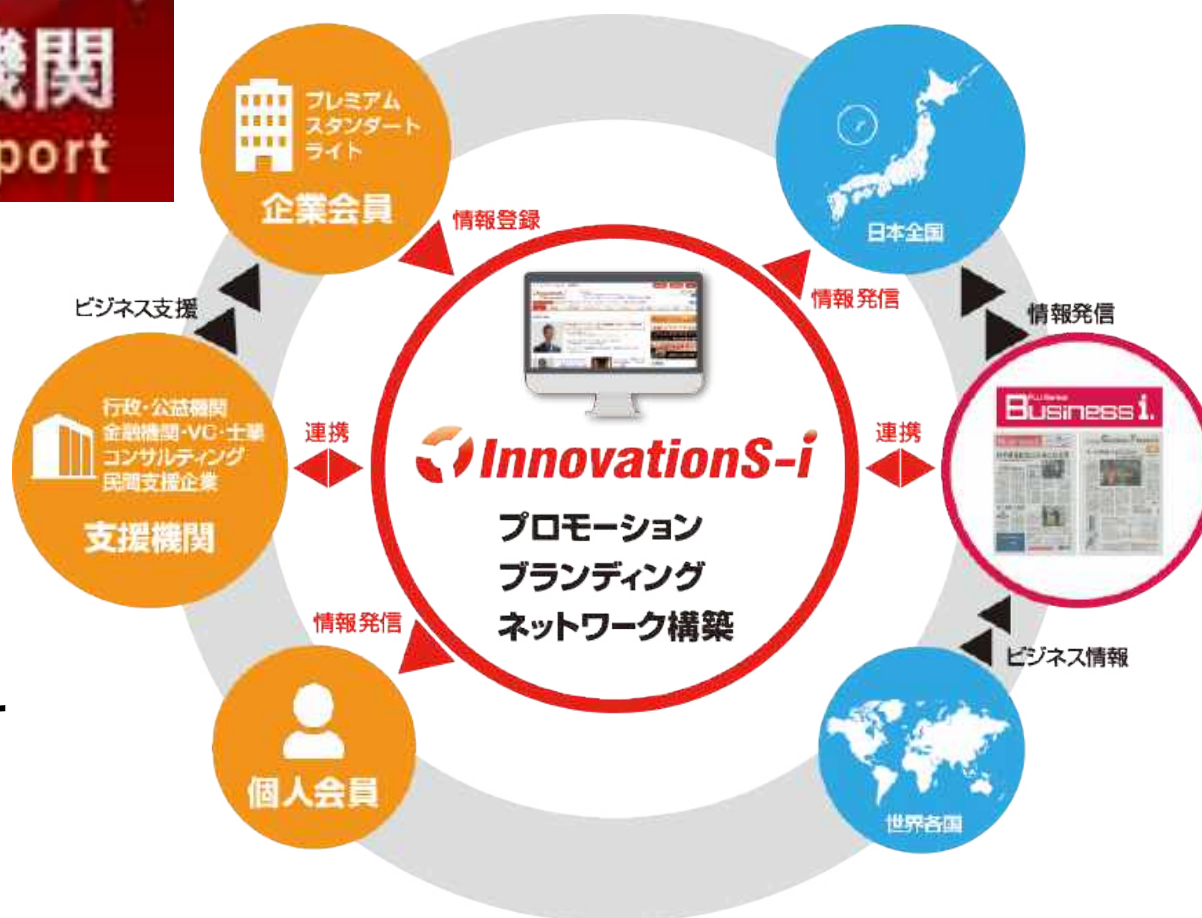 機関
port
プレミアム
スタンダート
ライト
企業会員
情報登録
日本全国
情報発信
ビジネス支援
情報発信
行政・公益機関
金融機関・VC・士業
コンサルティング
民間支援企業
支援機関
連携
InnovationS-i
プロモーション
ブランディング
ネットワーク構築
連携
Business i.
情報発信
個人会員
ビジネス情報
世界各国